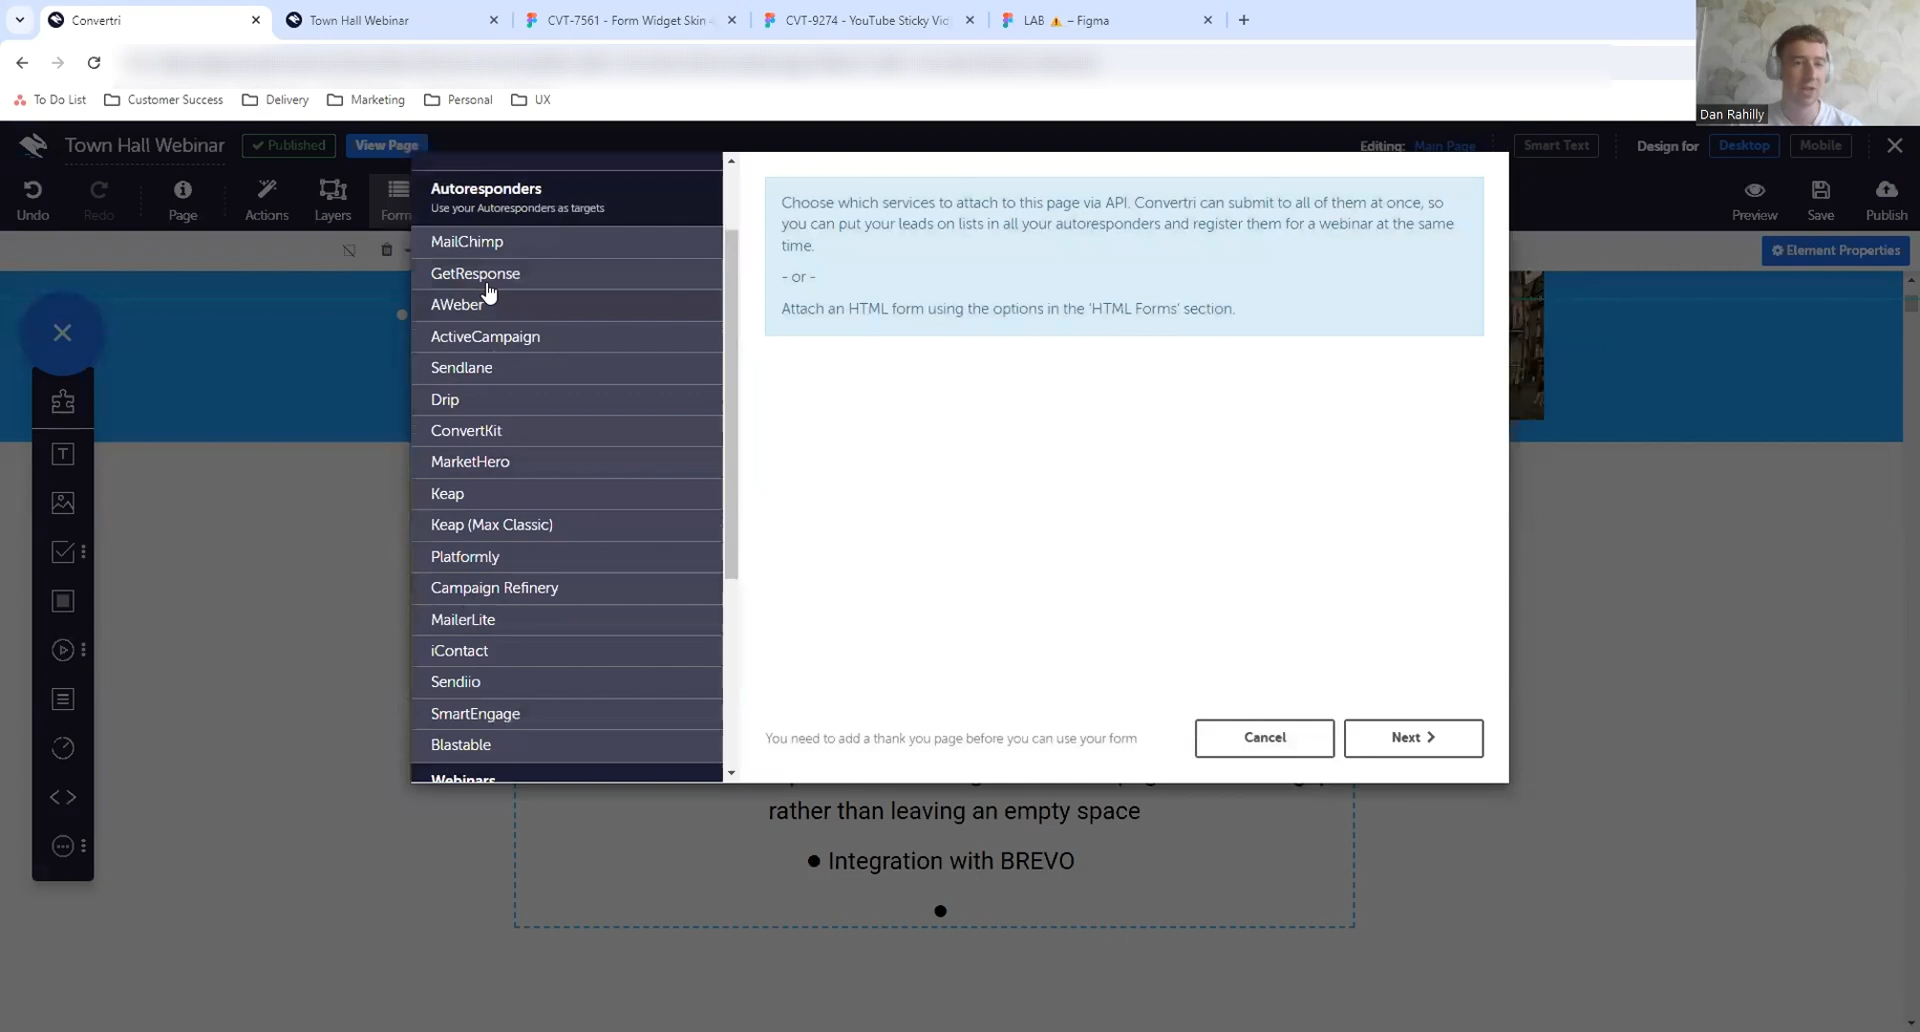 Convertri
Town Hall Webinar
CVT-7561 - Form Widget Skin
CVT-9274 - YouTube Sticky Vid
LAB ⚠ – Figma
To Do List
Customer Success
Delivery
Marketing
Personal
UX
Dan Rahilly
Town Hall Webinar
✓ Published
View Page
Editing: Main Page
Smart Text
Design for
Desktop
Mobile
Undo
Redo
Page
Actions
Layers
Form
Preview
Save
Publish
Element Properties
Autoresponders
Use your Autoresponders as targets
MailChimp
GetResponse
AWeber
ActiveCampaign
Sendlane
Drip
ConvertKit
MarketHero
Keap
Keap (Max Classic)
Platformly
Campaign Refinery
MailerLite
iContact
Sendiio
SmartEngage
Blastable
Webinars
Choose which services to attach to this page via API. Convertri can submit to all of them at once, so
you can put your leads on lists in all your autoresponders and register them for a webinar at the same
time.
- or -
Attach an HTML form using the options in the 'HTML Forms' section.
You need to add a thank you page before you can use your form
Cancel
Next >
rather than leaving an empty space
● Integration with BREVO
●